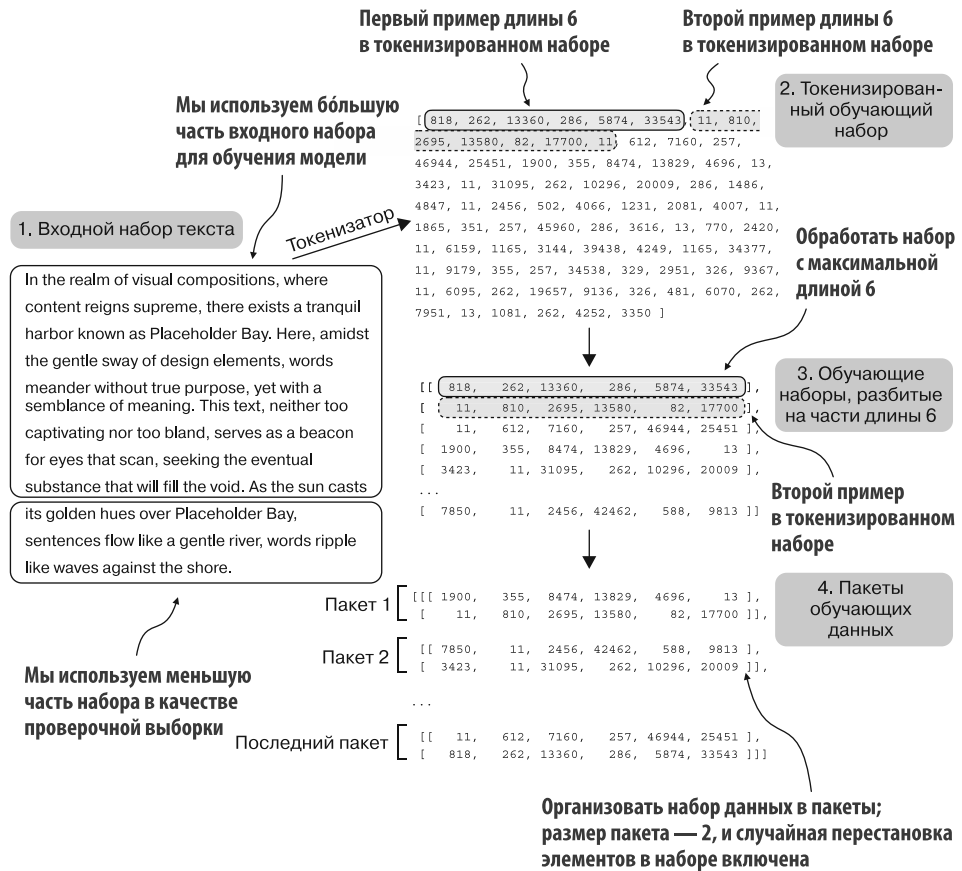 Первый пример длины 6
в токенизированном наборе
Второй пример длины 6
в токенизированном наборе
2. Токенизирован-
ный обучающий
набор
Мы используем бо́льшую
часть входного набора
для обучения модели
[ 818, 262, 13360, 286, 5874, 33543, 11, 810,
2695, 13580, 82, 17700, 11, 612, 7160, 257,
46944, 25451, 1900, 355, 8474, 13829, 4696, 13,
3423, 11, 31095, 262, 10296, 20009, 286, 1486,
4847, 11, 2456, 502, 4066, 1231, 2081, 4007, 11,
1865, 351, 257, 45960, 286, 3616, 13, 770, 2420,
11, 6159, 1165, 3144, 39438, 4249, 1165, 34377,
11, 9179, 355, 257, 34538, 329, 2951, 326, 9367,
11, 6095, 262, 19657, 9136, 326, 481, 6070, 262,
7951, 13, 1081, 262, 4252, 3350 ]
1. Входной набор текста
Токенизатор
In the realm of visual compositions, where
content reigns supreme, there exists a tranquil
harbor known as Placeholder Bay. Here, amidst
the gentle sway of design elements, words
meander without true purpose, yet with a
semblance of meaning. This text, neither too
captivating nor too bland, serves as a beacon
for eyes that scan, seeking the eventual
substance that will fill the void. As the sun casts
its golden hues over Placeholder Bay,
sentences flow like a gentle river, words ripple
like waves against the shore.
Обработать набор
с максимальной
длиной 6
[[ 818, 262, 13360, 286, 5874, 33543 ],
[ 11, 810, 2695, 13580, 82, 17700 ],
[ 11, 612, 7160, 257, 46944, 25451 ],
[ 1900, 355, 8474, 13829, 4696, 13 ],
[ 3423, 11, 31095, 262, 10296, 20009 ],
...
[ 7850, 11, 2456, 42462, 588, 9813 ]]
3. Обучающие
наборы, разбитые
на части длины 6
Второй пример
в токенизированном
наборе
Пакет 1
[[[ 1900, 355, 8474, 13829, 4696, 13 ],
[ 11, 810, 2695, 13580, 82, 17700 ]],
4. Пакеты
обучающих
данных
Пакет 2
[[ 7850, 11, 2456, 42462, 588, 9813 ],
[ 3423, 11, 31095, 262, 10296, 20009 ]],
...
Последний пакет
[[ 11, 612, 7160, 257, 46944, 25451 ],
[ 818, 262, 13360, 286, 5874, 33543 ]]]
Мы используем меньшую
часть набора в качестве
проверочной выборки
Организовать набор данных в пакеты;
размер пакета — 2, и случайная перестановка
элементов в наборе включена